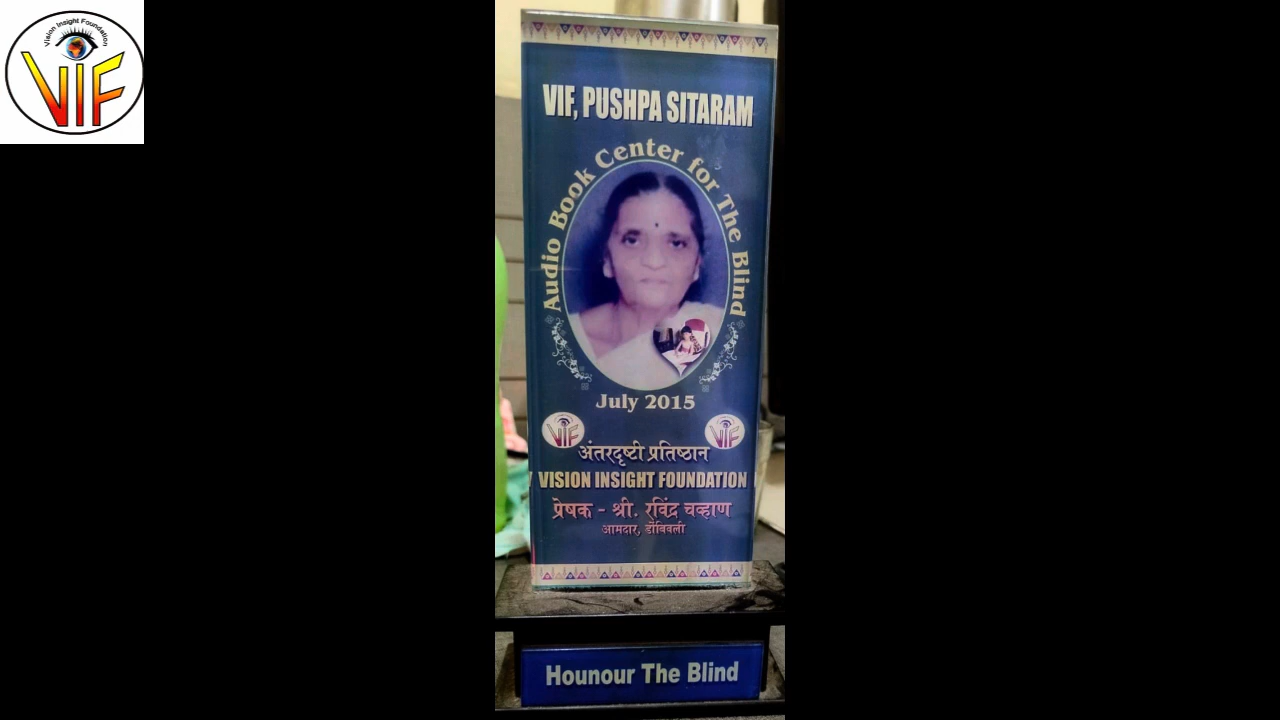 Vision Insight Foundation
VIF
VIF, PUSHPA SITARAM
Audio Book Center for The Blind
July 2015
VIF
VIF
अंतरदृष्टी प्रतिष्ठान
VISION INSIGHT FOUNDATION
प्रेषक - श्री. रविंद्र चव्हाण
आमदार, डोंबिवली
Hounour The Blind